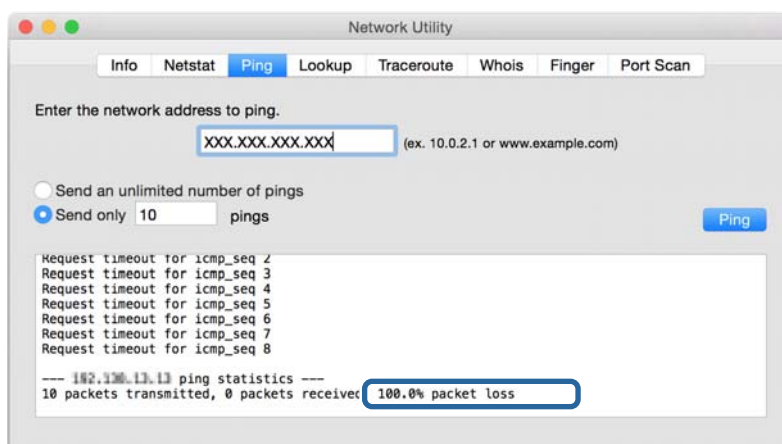 Network Utility
Info Netstat Ping Lookup Traceroute Whois Finger Port Scan
Enter the network address to ping.
XXX.XXX.XXX.XXX (ex. 10.0.2.1 or www.example.com)
Send an unlimited number of pings
Send only 10 pings
Ping
Request timeout for icmp_seq 2
Request timeout for icmp_seq 3
Request timeout for icmp_seq 4
Request timeout for icmp_seq 5
Request timeout for icmp_seq 6
Request timeout for icmp_seq 7
Request timeout for icmp_seq 8
--- ping statistics ---
10 packets transmitted, 0 packets received 100.0% packet loss